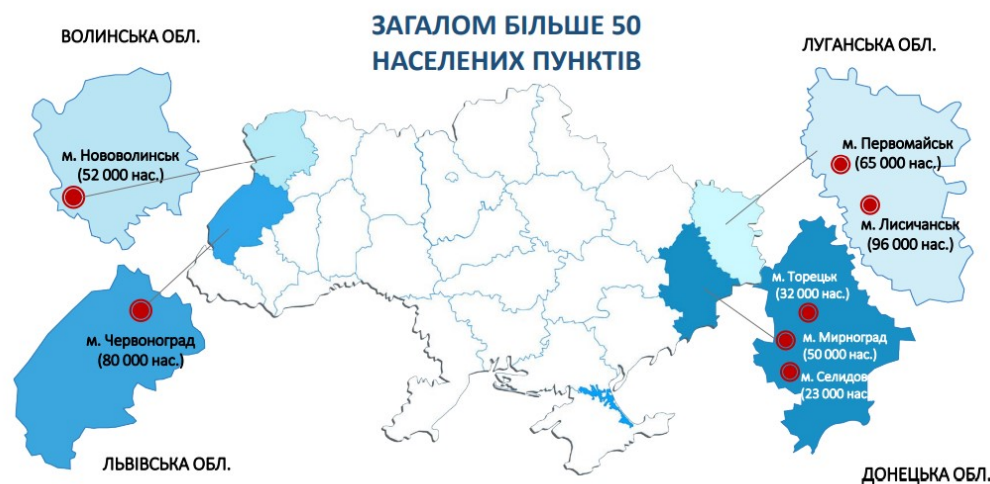 ЗАГАЛОМ БІЛЬШЕ 50
НАСЕЛЕНИХ ПУНКТІВ
ВОЛИНСЬКА ОБЛ.
м. Нововолинськ
(52 000 нас.)
ЛУГАНСЬКА ОБЛ.
м. Первомайськ
(65 000 нас.)
м. Лисичанськ
(96 000 нас.)
м. Червоноград
(80 000 нас.)
ЛЬВІВСЬКА ОБЛ.
м. Торецьк
(32 000 нас.)
м. Мирноград
(50 000 нас.)
м. Селидов
(23 000 нас
ДОНЕЦЬКА ОБЛ.